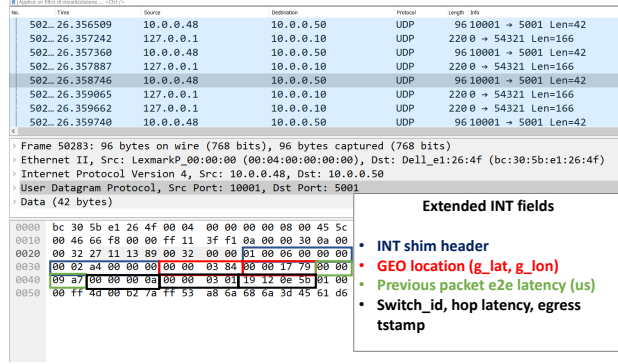 Applica un filtro di visualizzazione ... <Ctrl-/>
No. Time Source Destination Protocol Length Info
502… 26.356509 10.0.0.48 10.0.0.50 UDP 96 10001 → 5001 Len=42
502… 26.357242 127.0.0.1 10.0.0.10 UDP 220 0 → 54321 Len=166
502… 26.357360 10.0.0.48 10.0.0.50 UDP 96 10001 → 5001 Len=42
502… 26.357887 127.0.0.1 10.0.0.10 UDP 220 0 → 54321 Len=166
502… 26.358746 10.0.0.48 10.0.0.50 UDP 96 10001 → 5001 Len=42
502… 26.359065 127.0.0.1 10.0.0.10 UDP 220 0 → 54321 Len=166
502… 26.359662 127.0.0.1 10.0.0.10 UDP 220 0 → 54321 Len=166
502… 26.359740 10.0.0.48 10.0.0.50 UDP 96 10001 → 5001 Len=42
Frame 50283: 96 bytes on wire (768 bits), 96 bytes captured (768 bits)
Ethernet II, Src: LexmarkP_00:00:00 (00:04:00:00:00:00), Dst: Dell_e1:26:4f (bc:30:5b:e1:26:4f)
Internet Protocol Version 4, Src: 10.0.0.48, Dst: 10.0.0.50
User Datagram Protocol, Src Port: 10001, Dst Port: 5001
Data (42 bytes)
0000 bc 30 5b e1 26 4f 00 04 00 00 00 00 08 00 45 5c
0010 00 46 66 f8 00 00 ff 11 3f f1 0a 00 00 30 0a 00
0020 00 32 27 11 13 89 00 32 00 00 01 00 06 00 00 00
0030 00 02 a4 00 00 00 00 00 03 84 00 00 17 79 00 00
0040 09 a7 00 00 00 0a 00 00 03 01 19 12 0e 5b 01 00
0050 00 ff 4d 00 b2 7a ff 53 a8 6a 68 6a 3d 45 61 d6
Extended INT fields
• INT shim header
• GEO location (g_lat, g_lon)
• Previous packet e2e latency (us)
• Switch_id, hop latency, egress
tstamp